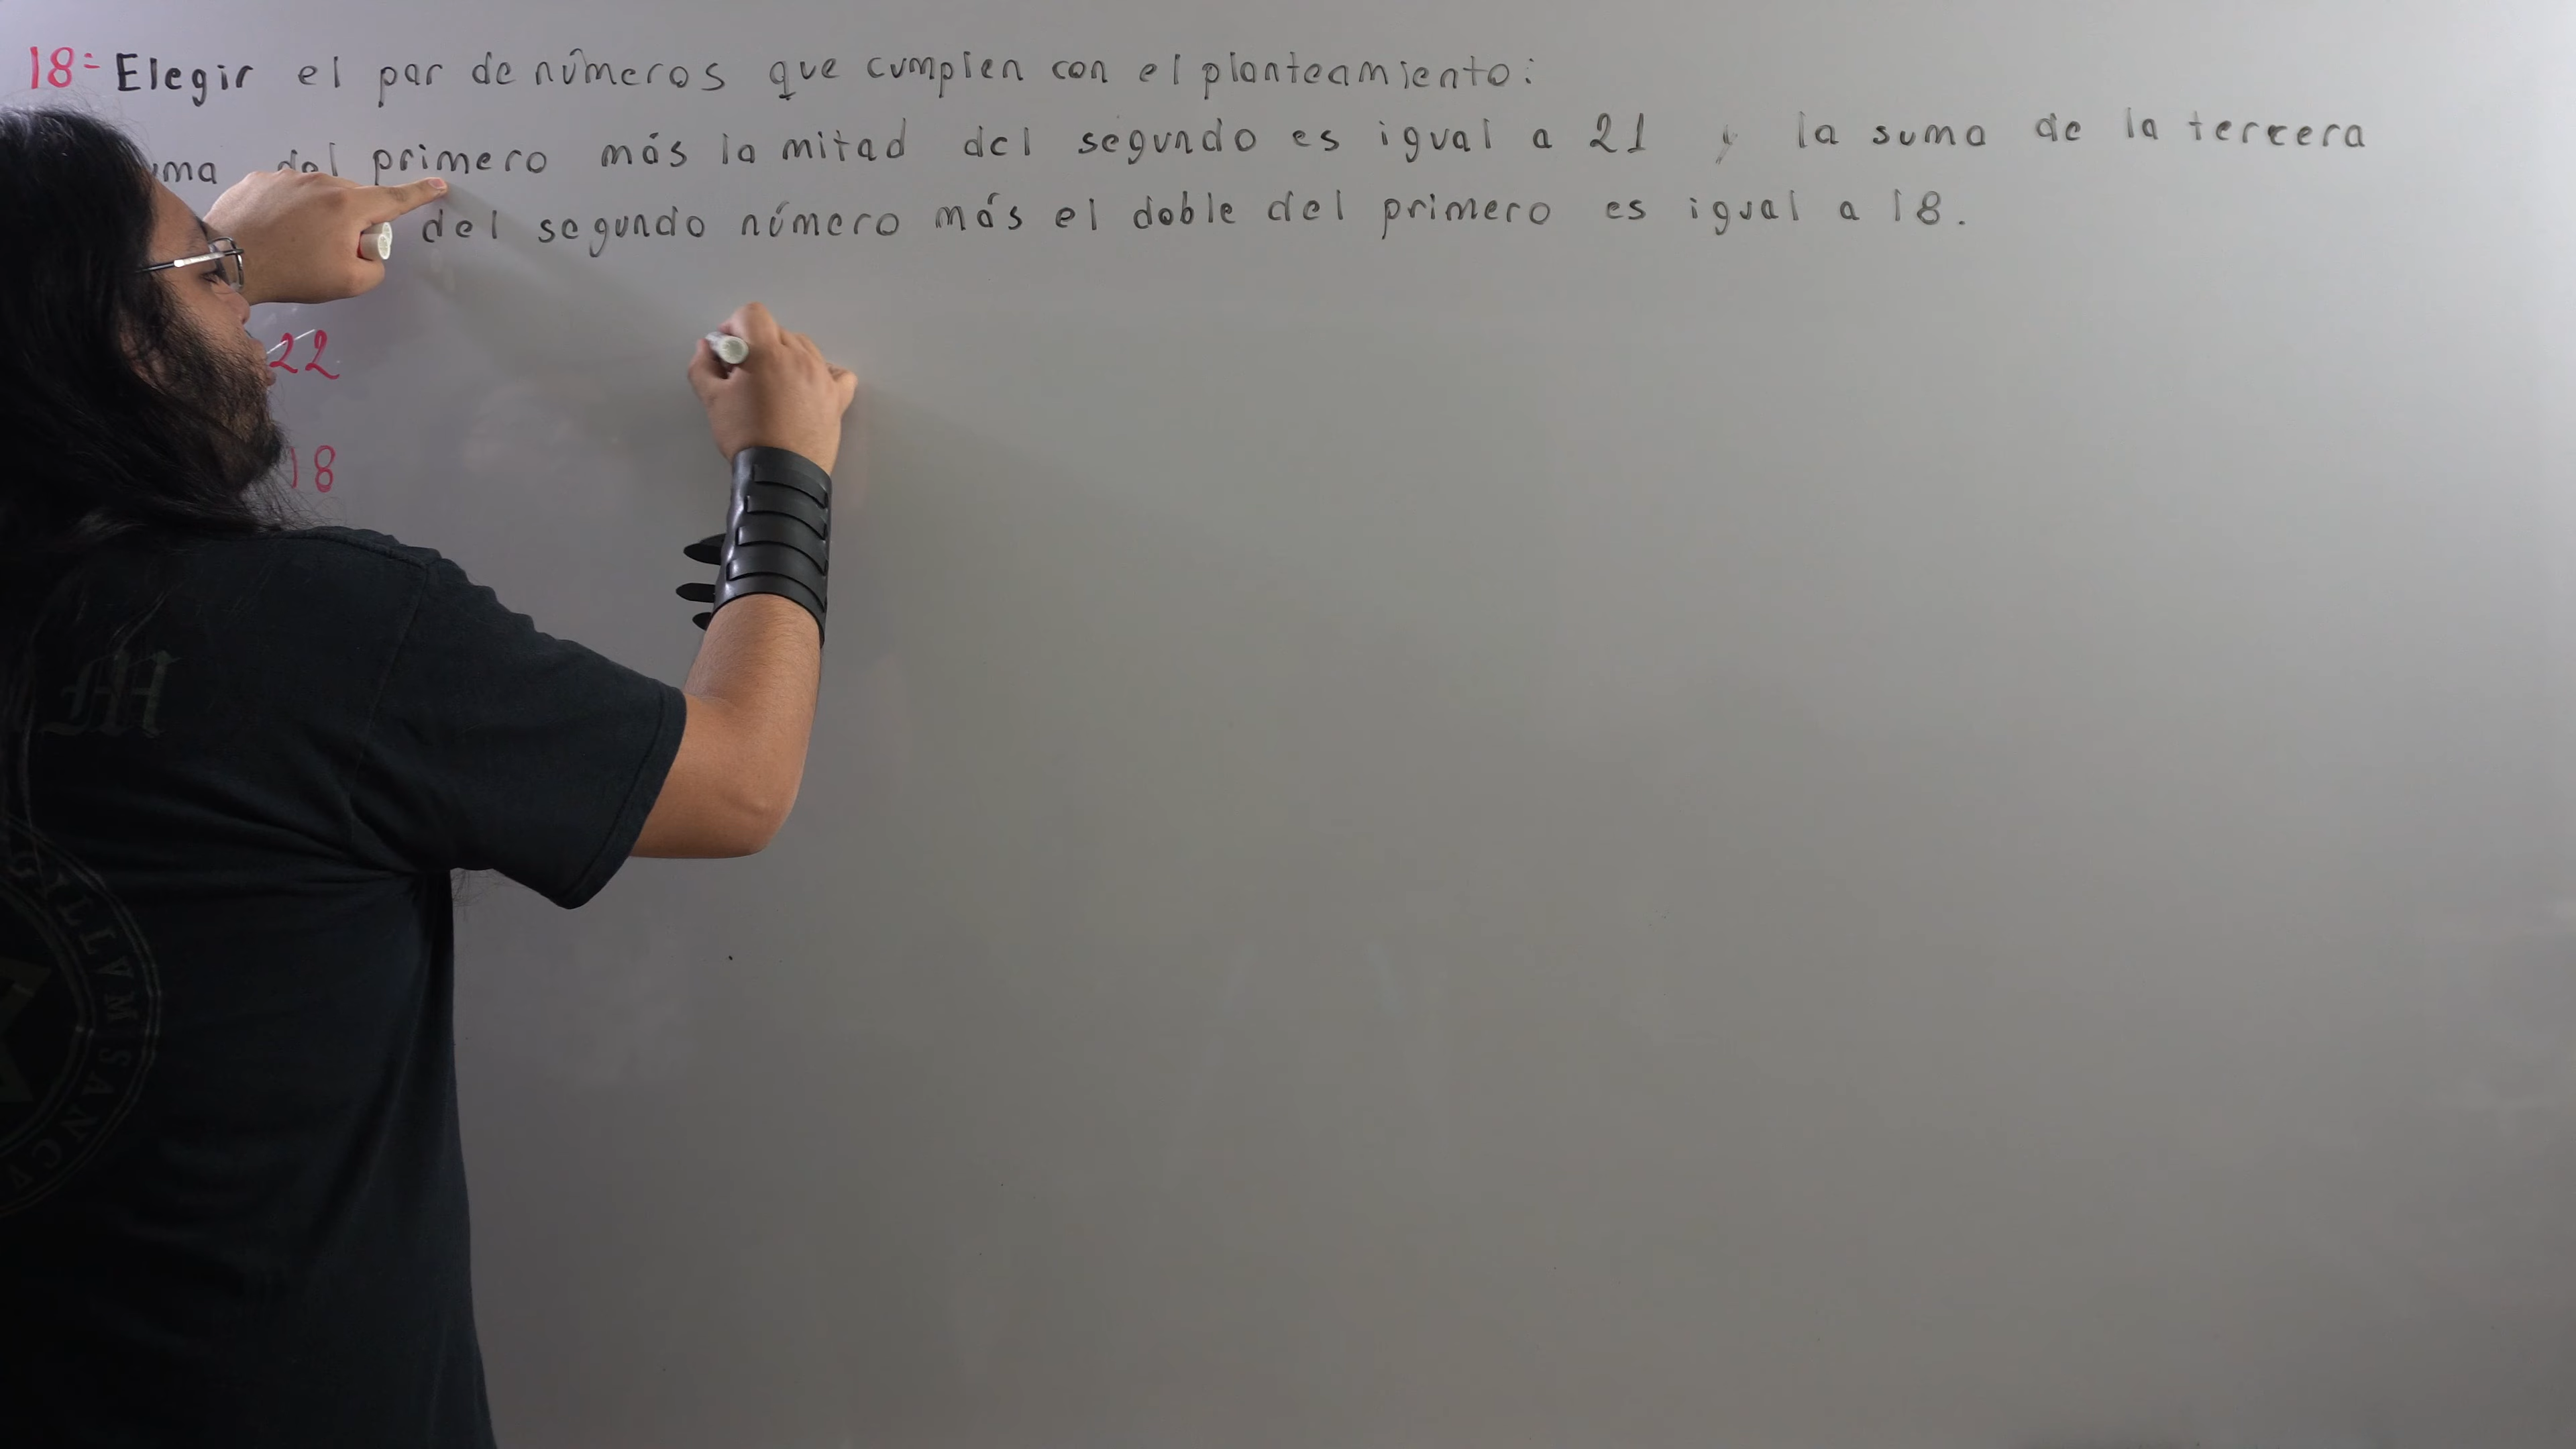 18= Elegir el par de números que cumplen con el planteamiento:
del primero más la mitad del segundo es igual a 21 y la suma de la tercera
del segundo número más el doble del primero es igual a 18.
22
18
M